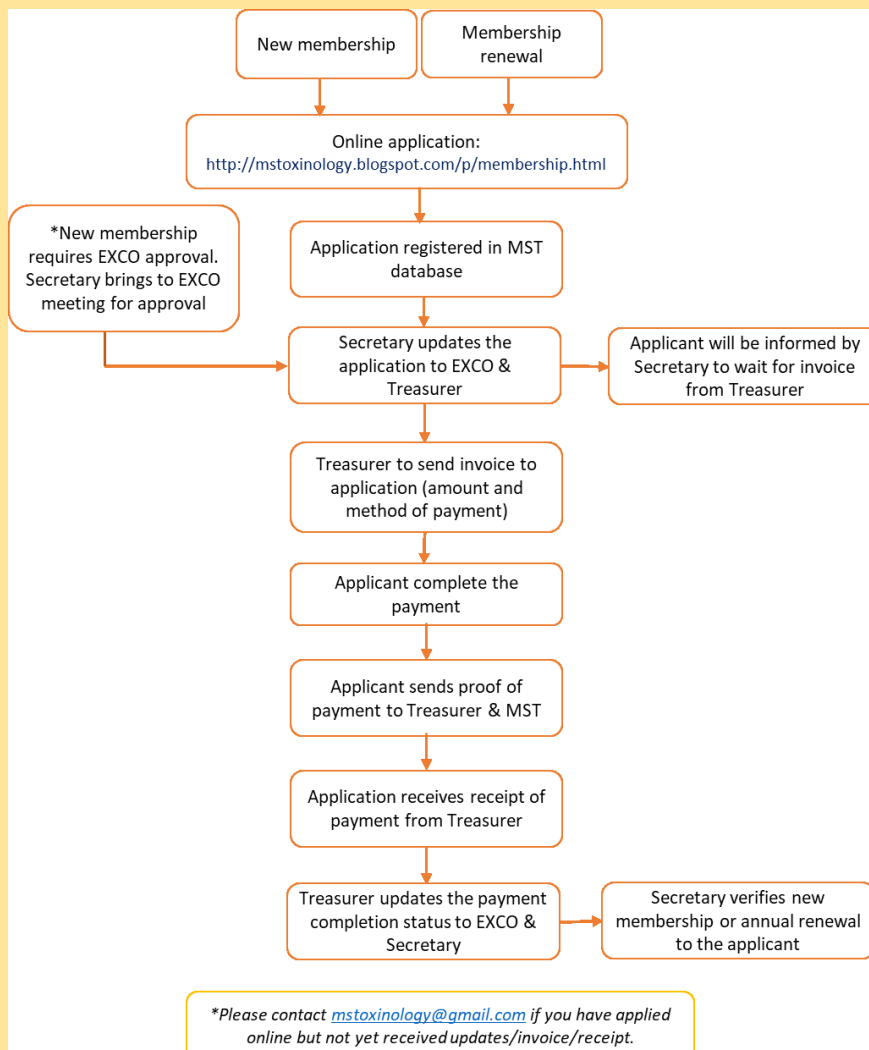 New membership
Membership
renewal
Online application:
http://mstoxinology.blogspot.com/p/membership.html
*New membership
requires EXCO approval.
Secretary brings to EXCO
meeting for approval
Application registered in MST
database
Secretary updates the
application to EXCO &
Treasurer
Applicant will be informed by
Secretary to wait for invoice
from Treasurer
Treasurer to send invoice to
application (amount and
method of payment)
Applicant complete the
payment
Applicant sends proof of
payment to Treasurer & MST
Application receives receipt of
payment from Treasurer
Treasurer updates the payment
completion status to EXCO &
Secretary
Secretary verifies new
membership or annual renewal
to the applicant
*Please contact mstoxinology@gmail.com if you have applied
online but not yet received updates/invoice/receipt.